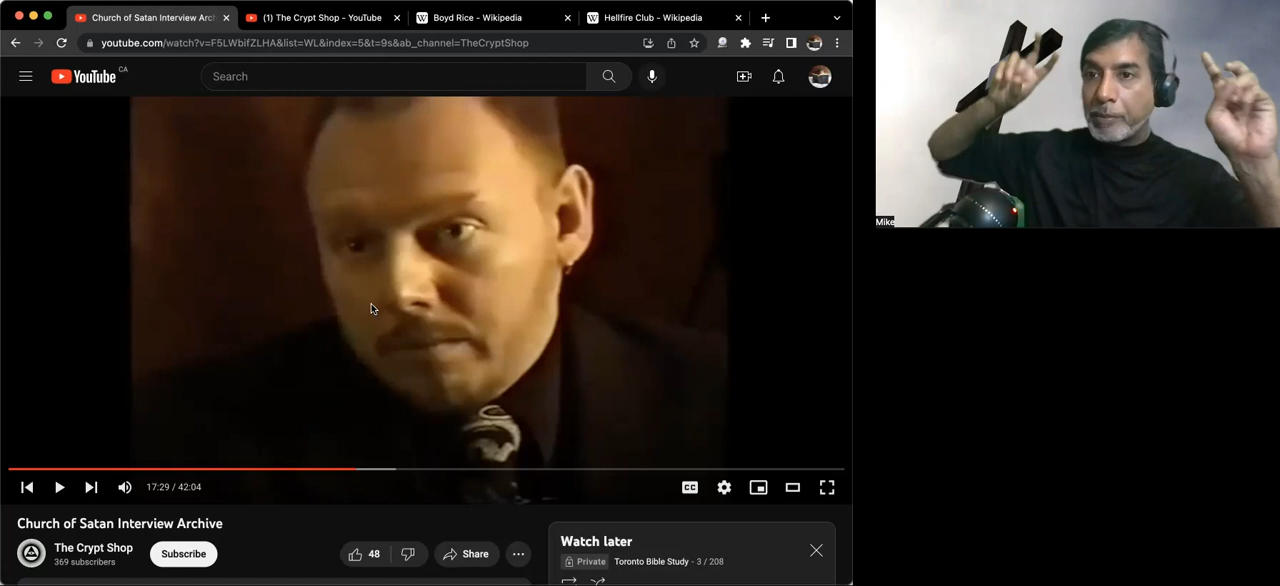 Church of Satan Interview Arch
(1) The Crypt Shop - YouTube
Boyd Rice - Wikipedia
Hellfire Club - Wikipedia
youtube.com/watch?v=F5LWbifZLHA&list=WL&index=5&t=9s&ab_channel=TheCryptShop
YouTube CA
Search
Mike
17:29 / 42:04
CC
Church of Satan Interview Archive
The Crypt Shop
369 subscribers
Subscribe
48
Share
Watch later
Private
Toronto Bible Study - 3 / 208